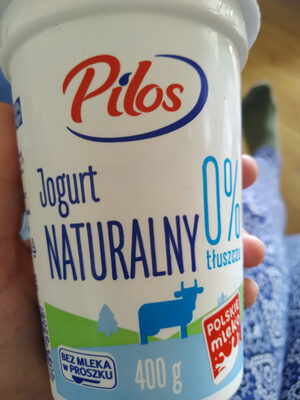 Pilos
Jogurt
NATURALNY
0%
tłuszczu
POLSKIE
mleko
BEZ MLEKA
W PROSZKU
400 g